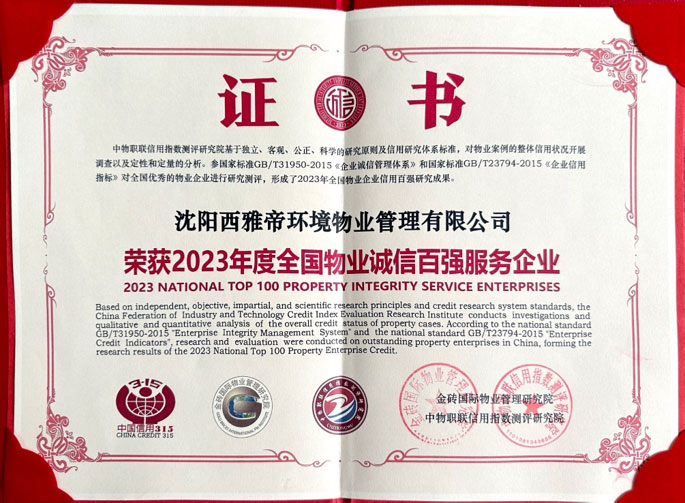 证 诚信 书
中物职联信用指数测评研究院基于独立、客观、公正、科学的研究原则及信用研究体系标准，对物业案例的整体信用状况开展
调查以及定性和定量的分析。参国家标准GB/T31950-2015《企业诚信管理体系》和国家标准GB/T23794-2015《企业信用
指标》对全国优秀的物业企业进行研究测评，形成了2023年全国物业企业信用百强研究成果。
沈阳西雅帝环境物业管理有限公司
荣获2023年度全国物业诚信百强服务企业
2023 NATIONAL TOP 100 PROPERTY INTEGRITY SERVICE ENTERPRISES
Based on independent, objective, impartial, and scientific research principles and credit research system standards, the
China Federation of Industry and Technology Credit Index Evaluation Research Institute conducts investigations and
qualitative and quantitative analysis of the overall credit status of property cases. According to the national standard
GB/T31950-2015 "Enterprise Integrity Management System" and the national standard GB/T23794-2015 "Enterprise
Credit Indicators", research and evaluation were conducted on outstanding property enterprises in China, forming the
research results of the 2023 National Top 100 Property Enterprise Credit.
3·15
中国信用315
CHINA CREDIT 315
金砖国际物业管理研究院
金砖国际物业管理研究院
中物职联信用指数测评研究院